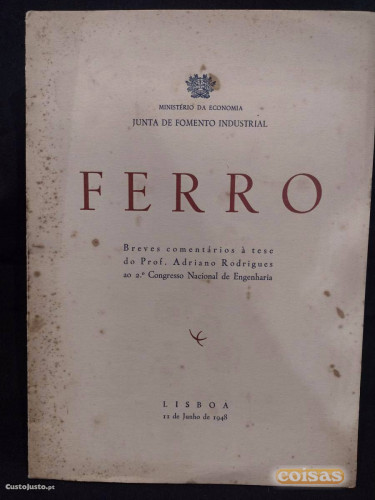 MINISTÉRIO DA ECONOMIA
JUNTA DE FOMENTO INDUSTRIAL
FERRO
Breves comentários à tese
do Prof. Adriano Rodrigues
ao 2.º Congresso Nacional de Engenharia
LISBOA
11 de Junho de 1948
CustoJusto.pt
coisas